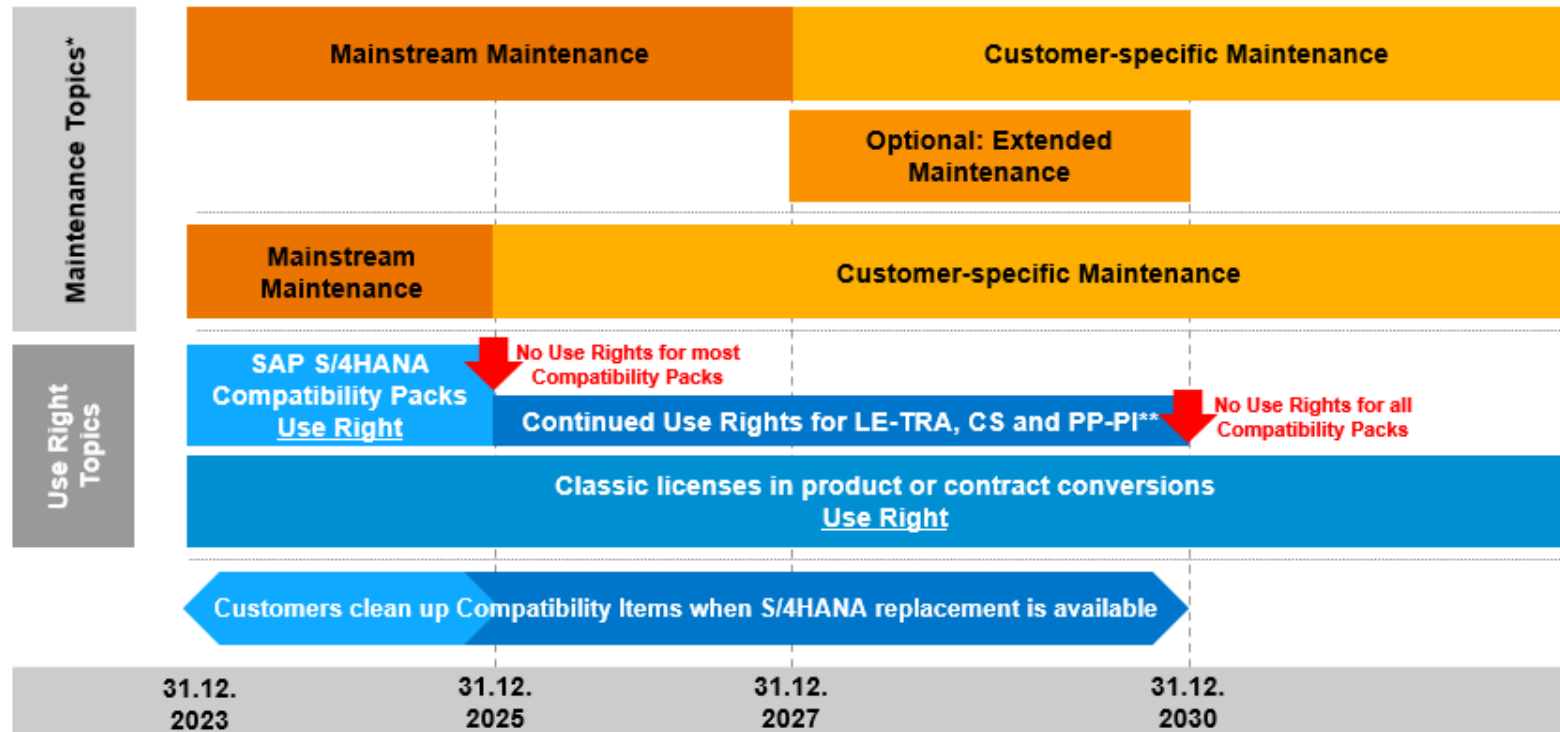 Maintenance Topics*
Mainstream Maintenance
Customer-specific Maintenance
Optional: Extended
Maintenance
Mainstream
Maintenance
Customer-specific Maintenance
Use Right
Topics
SAP S/4HANA
Compatibility Packs
Use Right
No Use Rights for most
Compatibility Packs
Continued Use Rights for LE-TRA, CS and PP-PI**
No Use Rights for all
Compatibility Packs
Classic licenses in product or contract conversions
Use Right
Customers clean up Compatibility Items when S/4HANA replacement is available
31.12.
2023
31.12.
2025
31.12.
2027
31.12.
2030